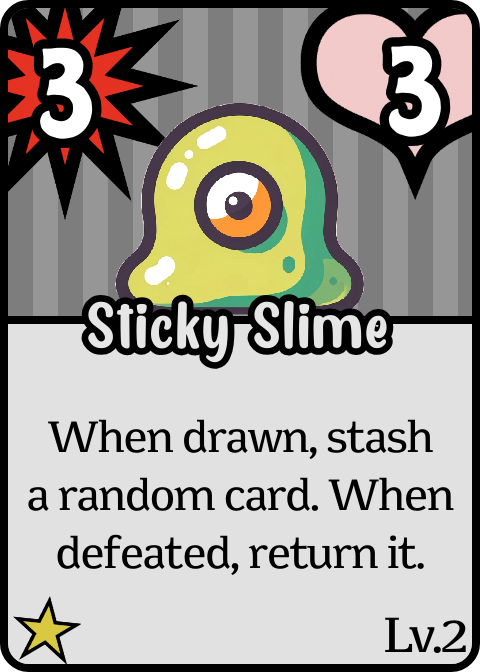 3 3
Sticky Slime
When drawn, stash
a random card. When
defeated, return it.
Lv.2